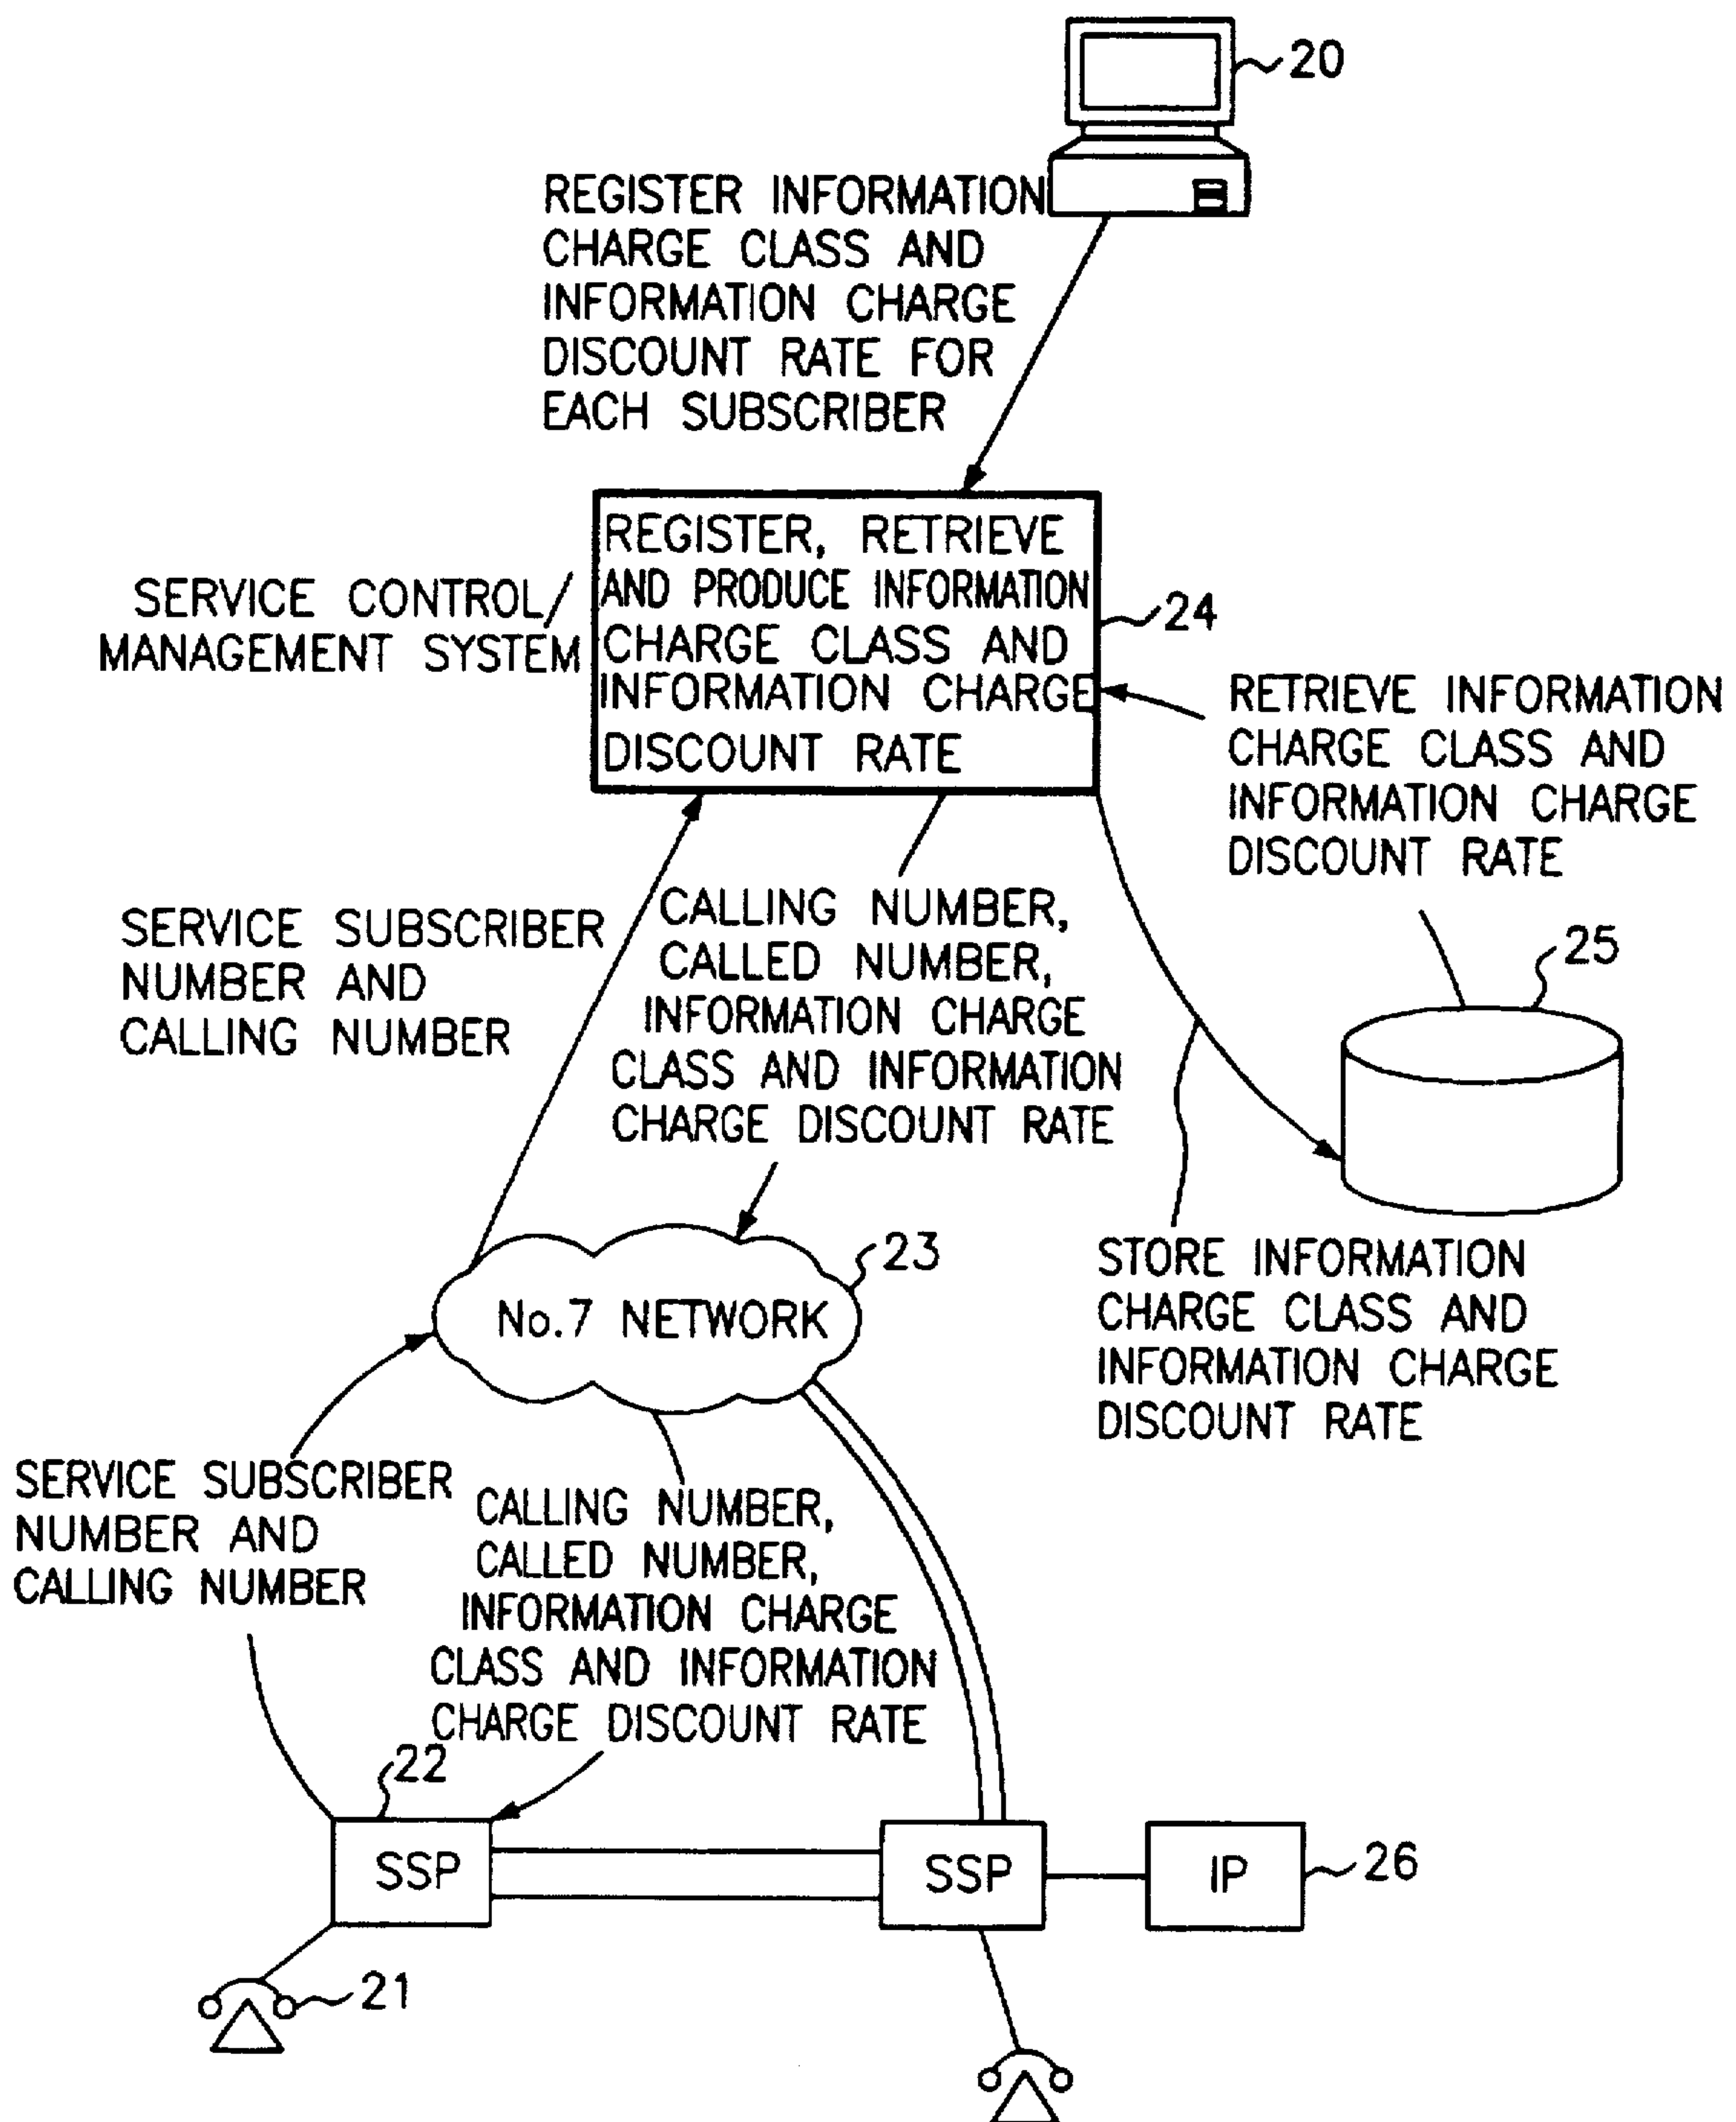 20
REGISTER INFORMATION
CHARGE CLASS AND
INFORMATION CHARGE
DISCOUNT RATE FOR
EACH SUBSCRIBER
SERVICE CONTROL/
MANAGEMENT SYSTEM
REGISTER, RETRIEVE
AND PRODUCE INFORMATION
CHARGE CLASS AND
INFORMATION CHARGE
DISCOUNT RATE
24
RETRIEVE INFORMATION
CHARGE CLASS AND
INFORMATION CHARGE
DISCOUNT RATE
SERVICE SUBSCRIBER
NUMBER AND
CALLING NUMBER
CALLING NUMBER,
CALLED NUMBER,
INFORMATION CHARGE
CLASS AND INFORMATION
CHARGE DISCOUNT RATE
25
23
No.7 NETWORK
STORE INFORMATION
CHARGE CLASS AND
INFORMATION CHARGE
DISCOUNT RATE
SERVICE SUBSCRIBER
NUMBER AND
CALLING NUMBER
CALLING NUMBER,
CALLED NUMBER,
INFORMATION CHARGE
CLASS AND INFORMATION
CHARGE DISCOUNT RATE
22
SSP
SSP
IP
26
21